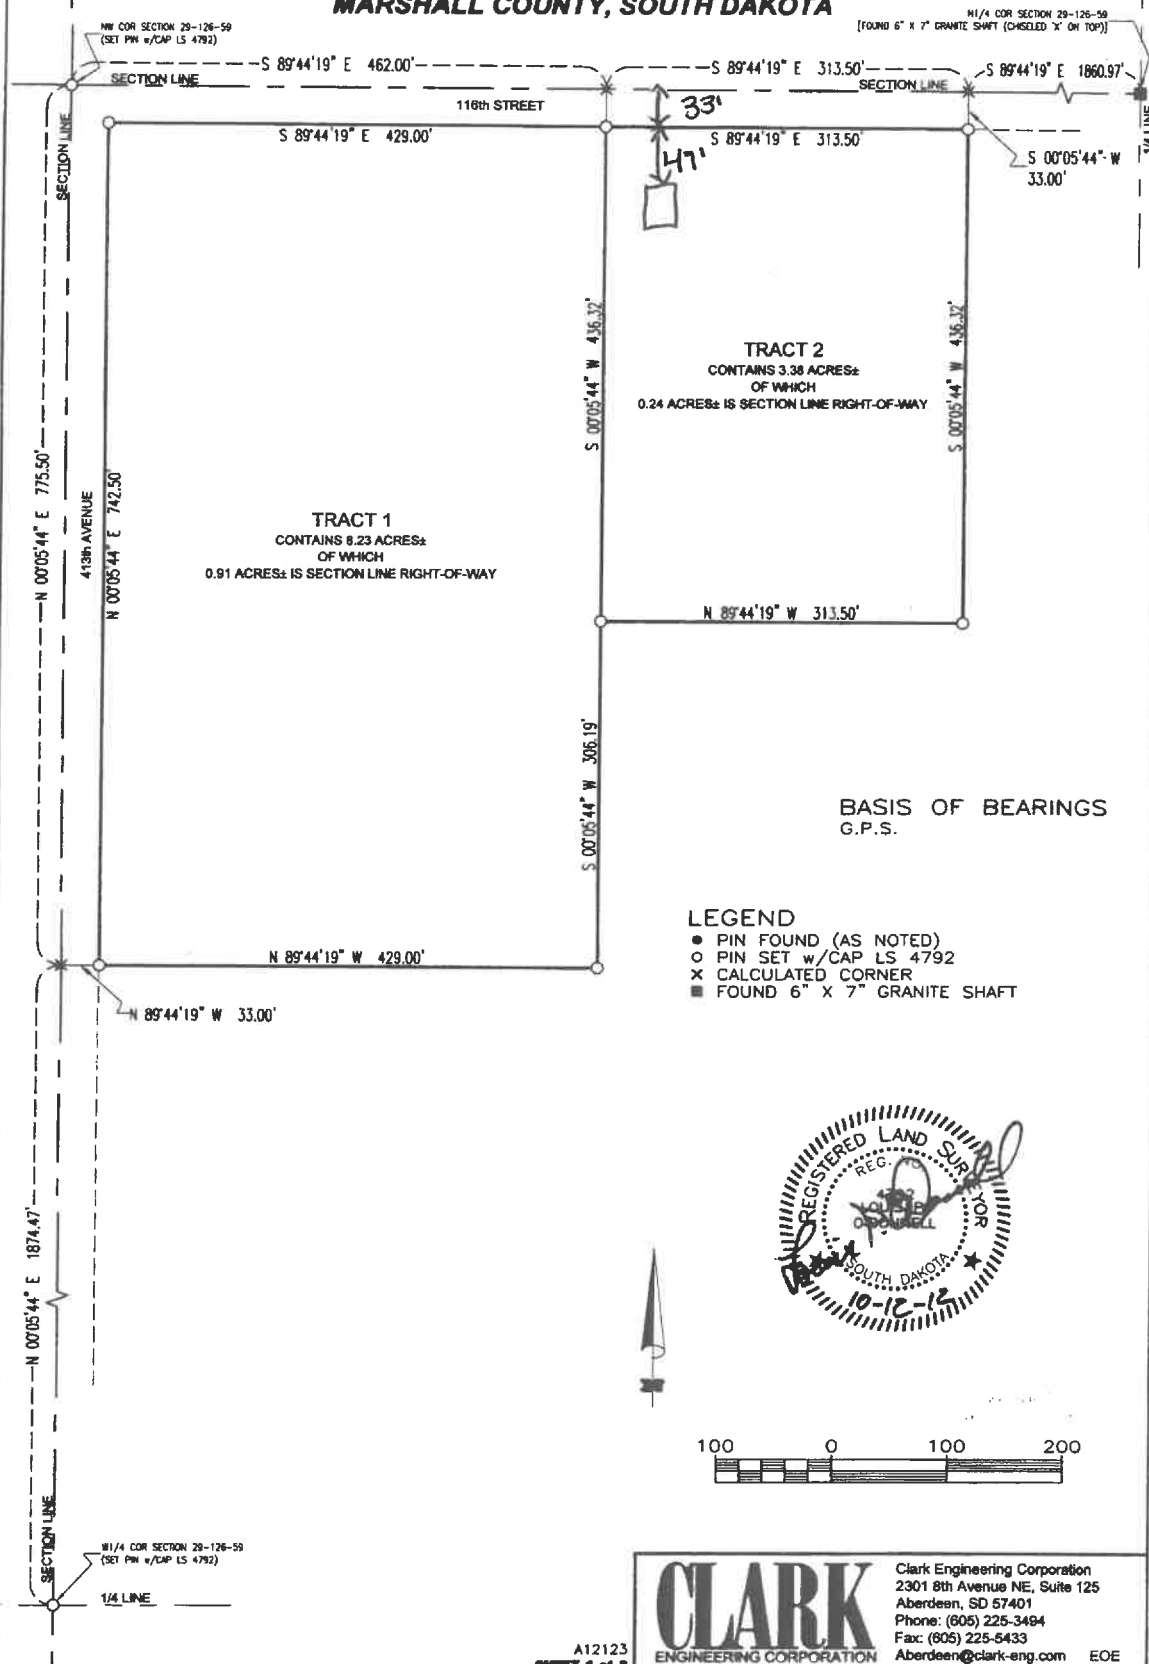 MARSHALL COUNTY, SOUTH DAKOTA
NW COR SECTION 29-126-59
(SET PIN w/CAP LS 4792)
N1/4 COR SECTION 29-126-59
[FOUND 6" X 7" GRANITE SHAFT (CHISELED 'X' ON TOP)]
S 89°44'19" E 462.00'
S 89°44'19" E 313.50'
S 89°44'19" E 1860.97'
SECTION LINE
SECTION LINE
116th STREET
33'
S 89°44'19" E 429.00'
S 89°44'19" E 313.50'
47'
S 00°05'44" W
33.00'
1/4 LINE
SECTION LINE
S 00°05'44" W 436.32'
S 00°05'44" W 436.32'
TRACT 2
CONTAINS 3.38 ACRES±
OF WHICH
0.24 ACRES± IS SECTION LINE RIGHT-OF-WAY
N 00°05'44" E 775.50'
413th AVENUE
N 00°05'44" E 742.50'
TRACT 1
CONTAINS 8.23 ACRES±
OF WHICH
0.91 ACRES± IS SECTION LINE RIGHT-OF-WAY
N 89°44'19" W 313.50'
S 00°05'44" W 306.19'
BASIS OF BEARINGS
G.P.S.
LEGEND
PIN FOUND (AS NOTED)
PIN SET w/CAP LS 4792
CALCULATED CORNER
FOUND 6" X 7" GRANITE SHAFT
N 89°44'19" W 429.00'
N 89°44'19" W 33.00'
REGISTERED LAND SURVEYOR
REG. NO.
4792
O'DONNELL
SOUTH DAKOTA
10-12-12
N 00°05'44" E 1874.47'
100 0 100 200
SECTION LINE
W1/4 COR SECTION 29-126-59
(SET PIN w/CAP LS 4792)
1/4 LINE
A12123
CLARK
ENGINEERING CORPORATION
Clark Engineering Corporation
2301 8th Avenue NE, Suite 125
Aberdeen, SD 57401
Phone: (605) 225-3494
Fax: (605) 225-5433
Aberdeen@clark-eng.com EOE